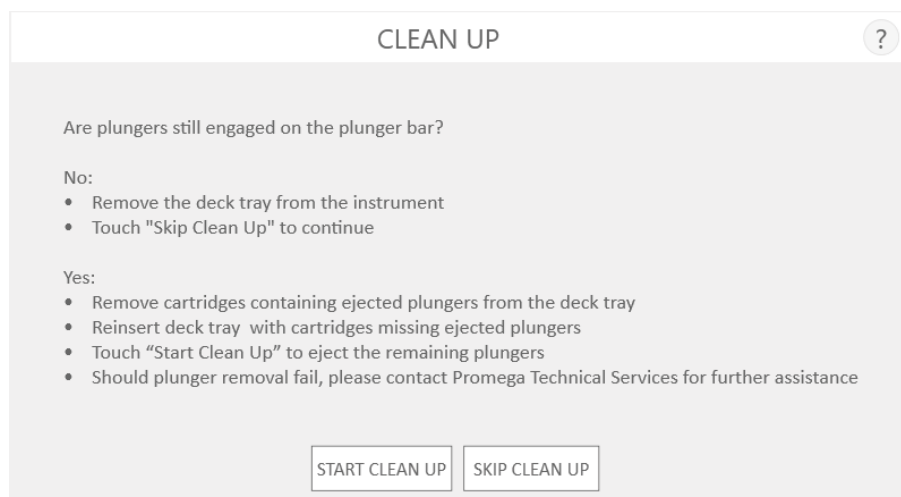 CLEAN UP
?
Are plungers still engaged on the plunger bar?
No:
• Remove the deck tray from the instrument
• Touch "Skip Clean Up" to continue
Yes:
• Remove cartridges containing ejected plungers from the deck tray
• Reinsert deck tray  with cartridges missing ejected plungers
• Touch “Start Clean Up” to eject the remaining plungers
• Should plunger removal fail, please contact Promega Technical Services for further assistance
START CLEAN UP
SKIP CLEAN UP